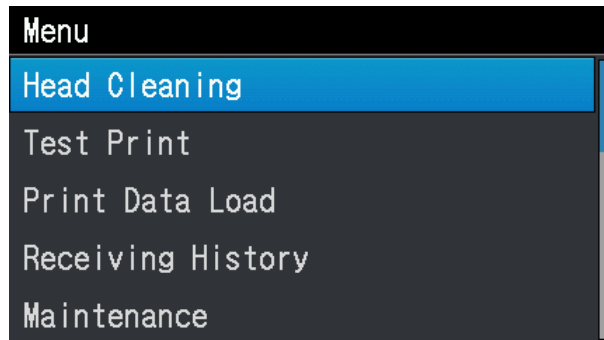 Menu
Head Cleaning
Test Print
Print Data Load
Receiving History
Maintenance